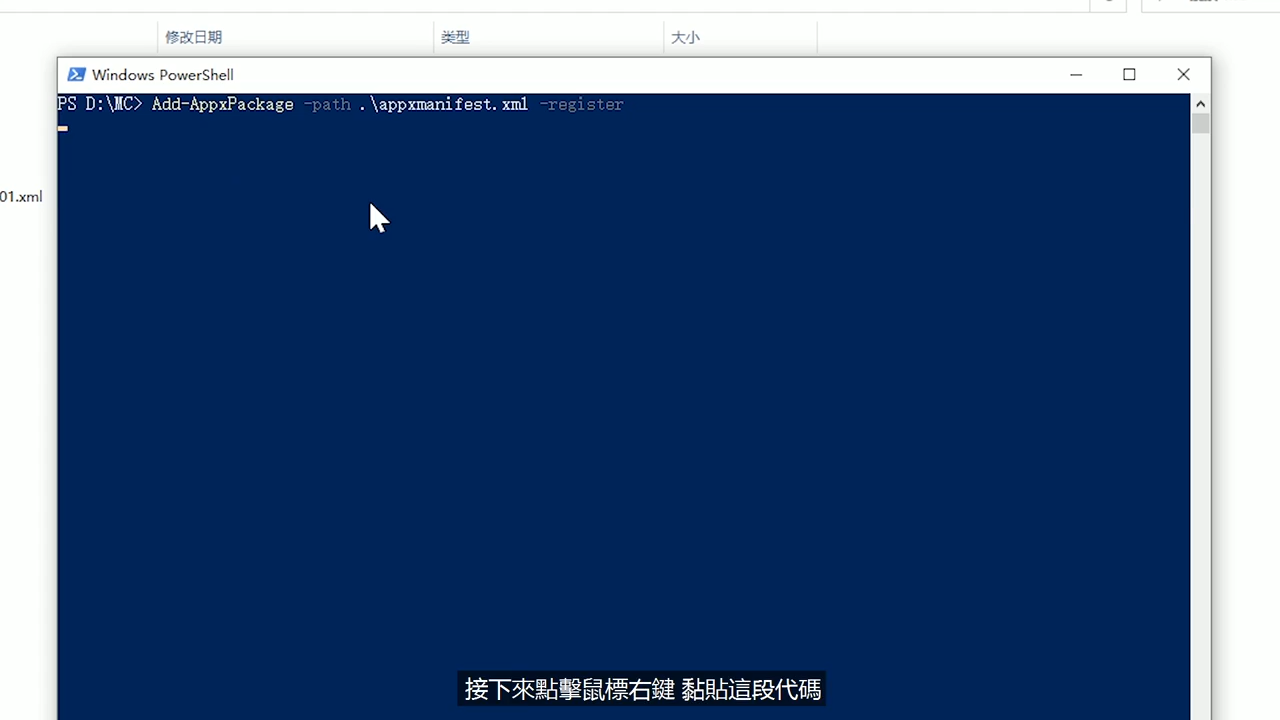 修改日期
类型
大小
Windows PowerShell
PS D:\MC> Add-AppxPackage -path .\appxmanifest.xml -register
01.xml
接下來點擊鼠標右鍵 黏貼這段代碼